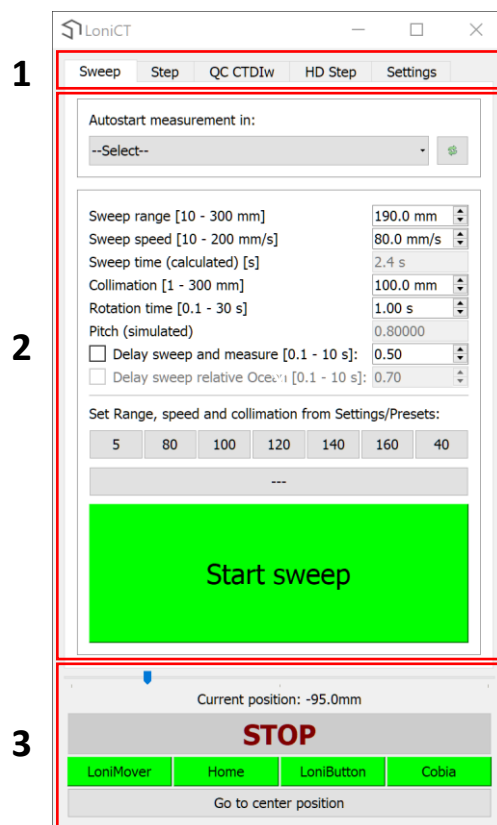 LoniCT
1
Sweep Step QC CTDIw HD Step Settings
2
Autostart measurement in:
--Select--
Sweep range [10 - 300 mm] 190.0 mm
Sweep speed [10 - 200 mm/s] 80.0 mm/s
Sweep time (calculated) [s] 2.4 s
Collimation [1 - 300 mm] 100.0 mm
Rotation time [0.1 - 30 s] 1.00 s
Pitch (simulated) 0.80000
Delay sweep and measure [0.1 - 10 s]: 0.50
Delay sweep relative [0.1 - 10 s]: 0.70
Set Range, speed and collimation from Settings/Presets:
5 80 100 120 140 160 40
---
Start sweep
3
Current position: -95.0mm
STOP
LoniMover Home LoniButton Cobia
Go to center position